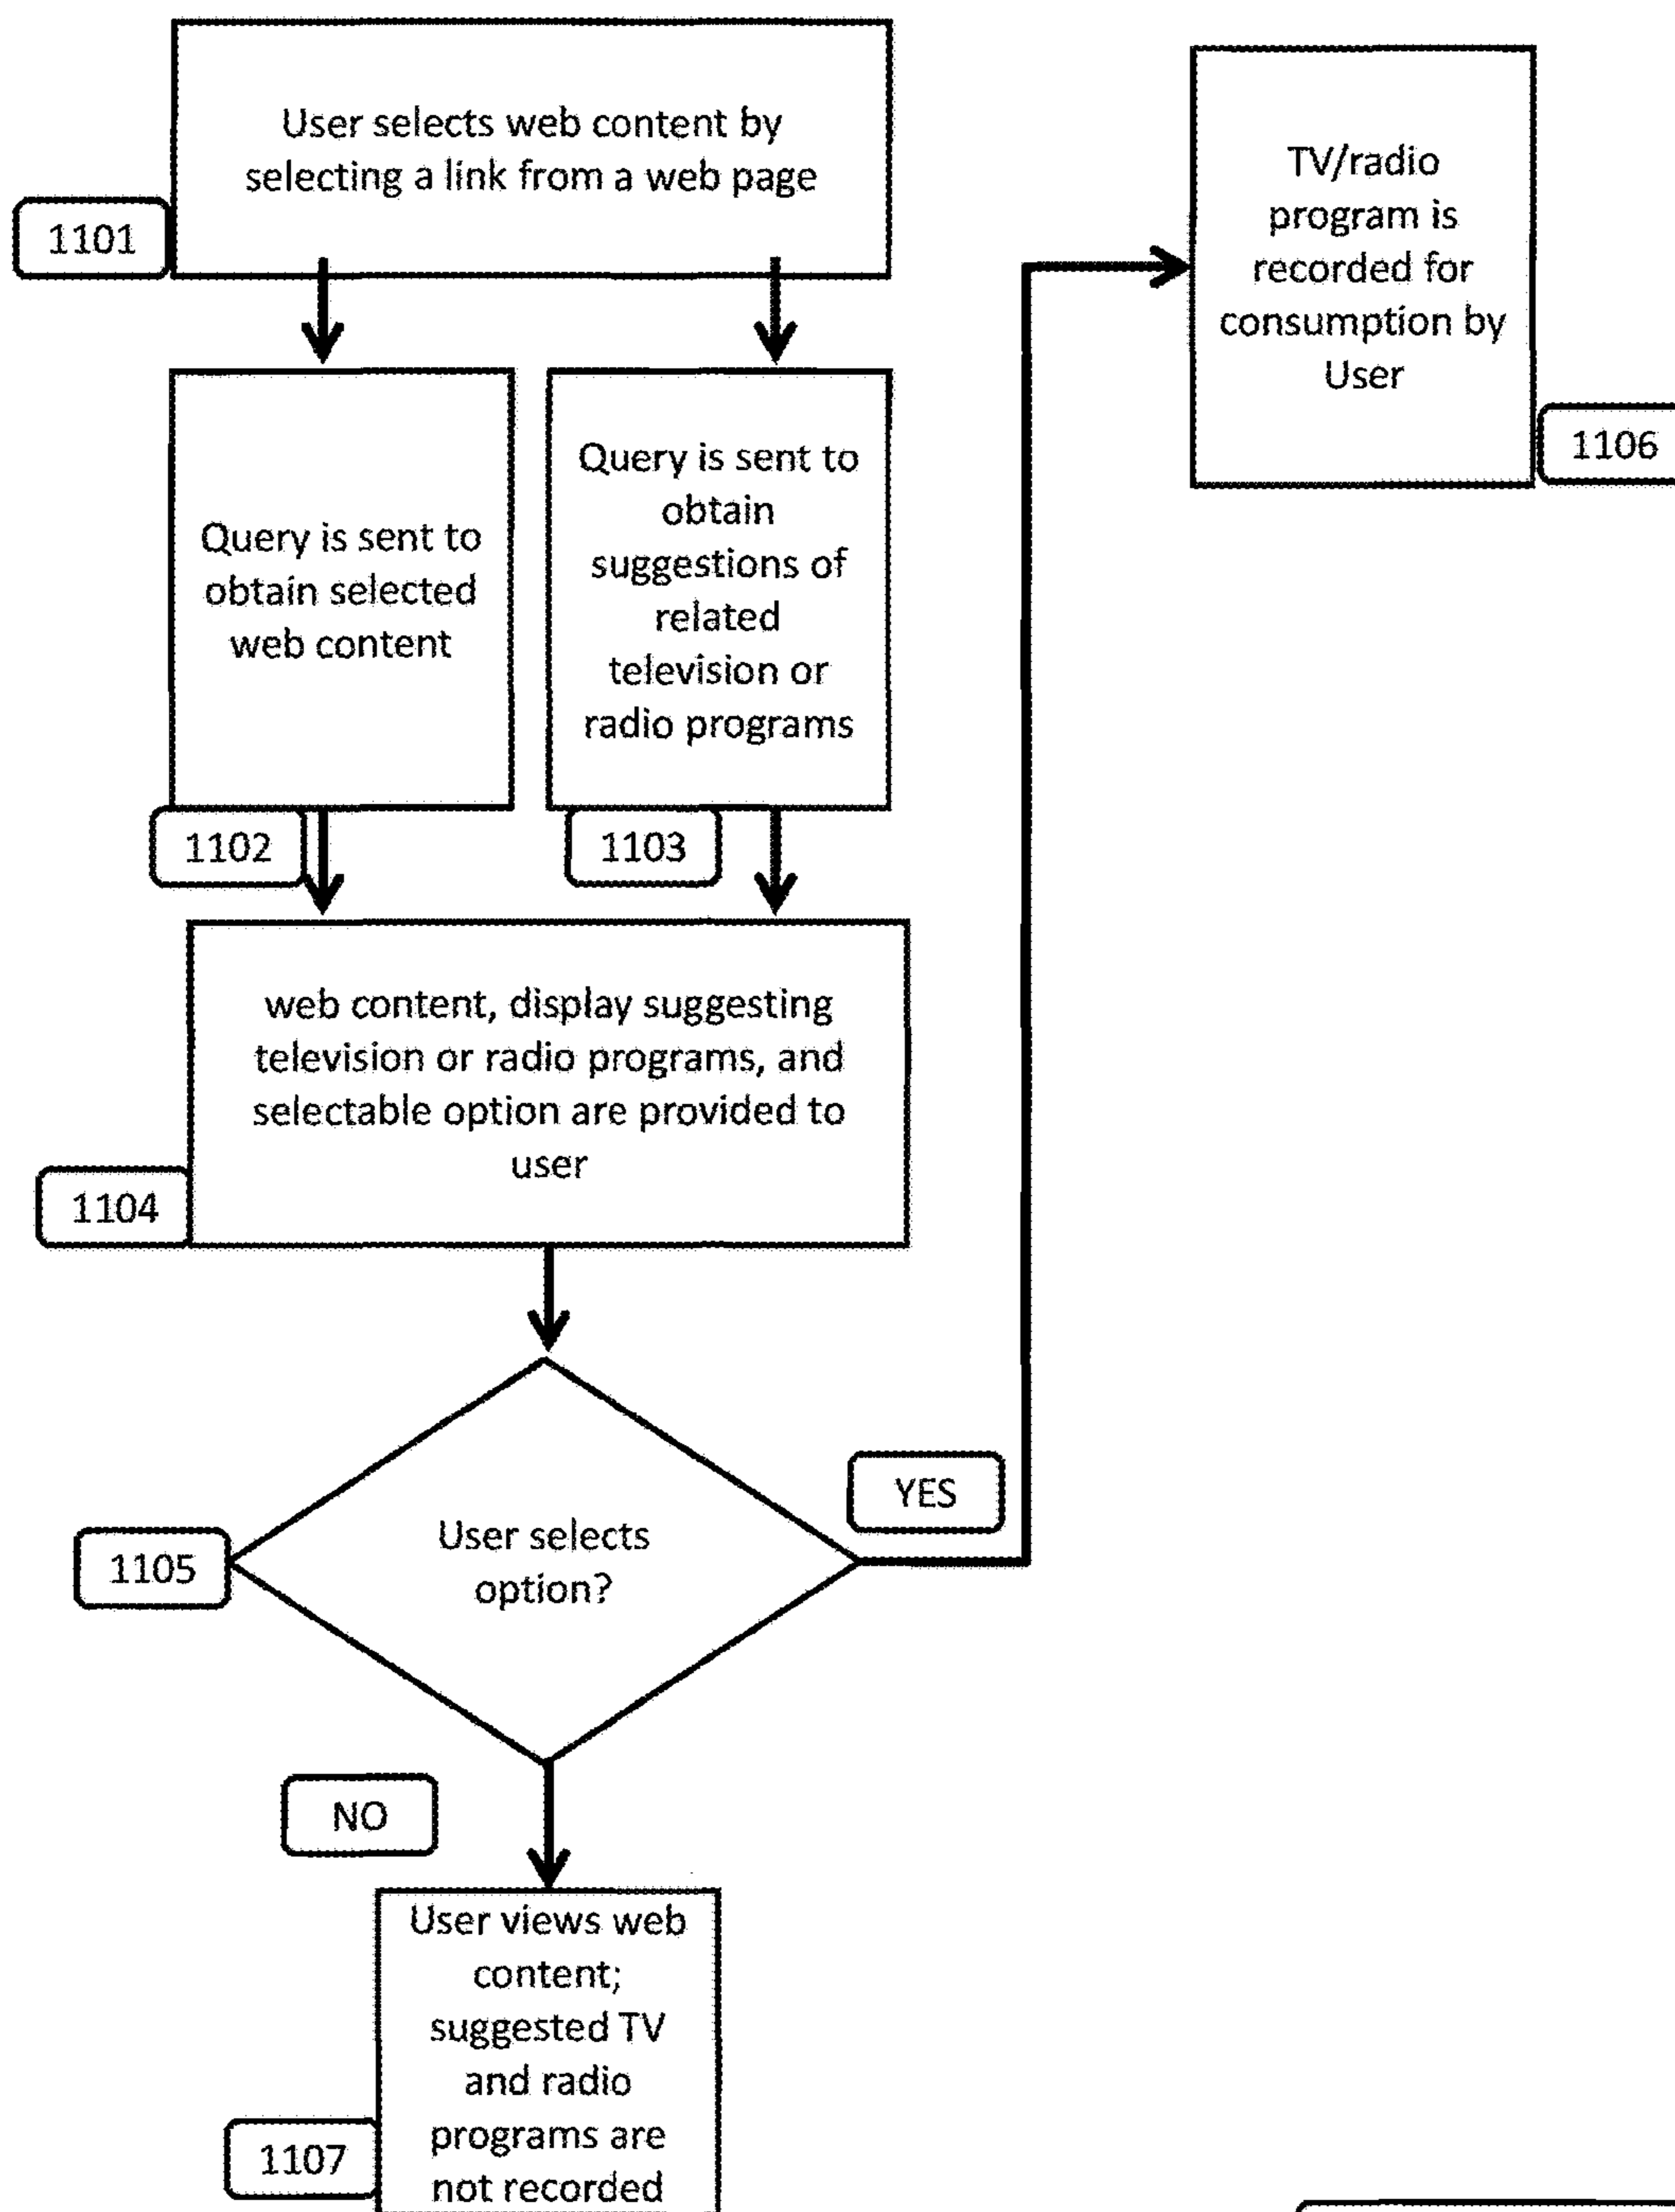 User selects web content by
selecting a link from a web page
1101
Query is sent to
obtain selected
web content
1102
Query is sent to
obtain
suggestions of
related
television or
radio programs
1103
web content, display suggesting
television or radio programs, and
selectable option are provided to
user
1104
User selects
option?
1105
YES
TV/radio
program is
recorded for
consumption by
User
1106
NO
User views web
content;
suggested TV
and radio
programs are
not recorded
1107